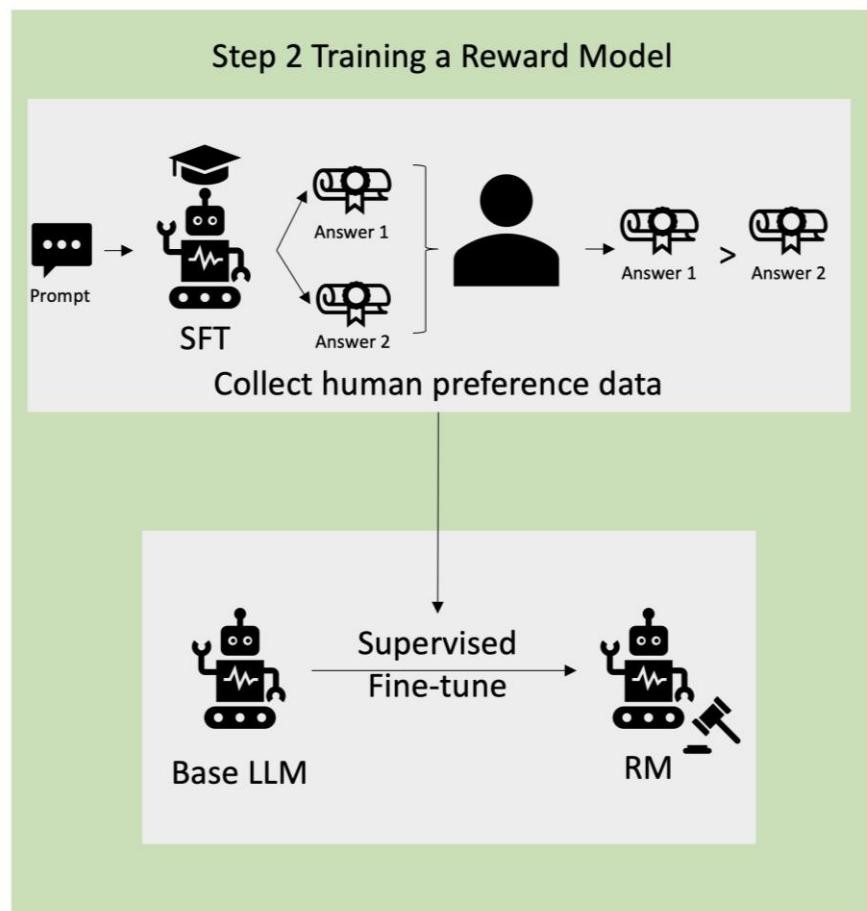 Step 2 Training a Reward Model
Prompt
SFT
Answer 1
Answer 2
Answer 1
>
Answer 2
Collect human preference data
Base LLM
Supervised
Fine-tune
RM